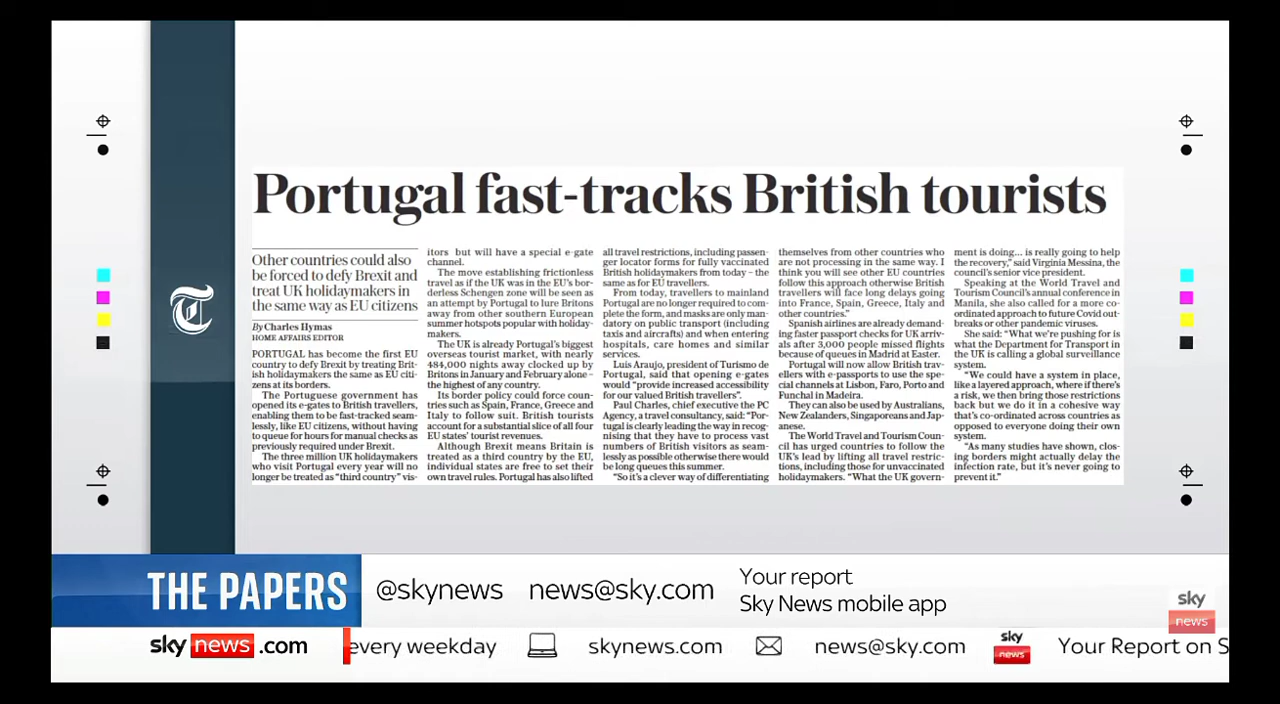 Portugal fast-tracks British tourists
Other countries could also
be forced to defy Brexit and
treat UK holidaymakers in
the same way as EU citizens
By Charles Hymas
HOME AFFAIRS EDITOR
PORTUGAL has become the first EU
country to defy Brexit by treating Brit-
ish holidaymakers the same as EU citi-
zens at its borders.
The Portuguese government has
opened its e-gates to British travellers,
enabling them to be fast-tracked seam-
lessly, like EU citizens, without having
to queue for hours for manual checks as
previously required under Brexit.
The three million UK holidaymakers
who visit Portugal every year will no
longer be treated as “third country” vis-
itors but will have a special e-gate
channel.
The move establishing frictionless
travel as if the UK was in the EU’s bor-
derless Schengen zone will be seen as
an attempt by Portugal to lure Britons
away from other southern European
summer hotspots popular with holiday-
makers.
The UK is already Portugal’s biggest
overseas tourist market, with nearly
484,000 nights away clocked up by
Britons in January and February alone –
the highest of any country.
Its border policy could force coun-
tries such as Spain, France, Greece and
Italy to follow suit. British tourists
account for a substantial slice of all four
EU states’ tourist revenues.
Although Brexit means Britain is
treated as a third country by the EU,
individual states are free to set their
own travel rules. Portugal has also lifted
all travel restrictions, including passen-
ger locator forms for fully vaccinated
British holidaymakers from today – the
same as for EU travellers.
From today, travellers to mainland
Portugal are no longer required to com-
plete the form, and masks are only man-
datory on public transport (including
taxis and aircrafts) and when entering
hospitals, care homes and similar
services.
Luis Araujo, president of Turismo de
Portugal, said that opening e-gates
would “provide increased accessibility
for our valued British travellers”.
Paul Charles, chief executive the PC
Agency, a travel consultancy, said: “Por-
tugal is clearly leading the way in recog-
nising that they have to process vast
numbers of British visitors as seam-
lessly as possible otherwise there would
be long queues this summer.
“So it’s a clever way of differentiating
themselves from other countries who
are not processing in the same way. I
think you will see other EU countries
follow this approach otherwise British
travellers will face long delays going
into France, Spain, Greece, Italy and
other countries.”
Spanish airlines are already demand-
ing faster passport checks for UK arriv-
als after 3,000 people missed flights
because of queues in Madrid at Easter.
Portugal will now allow British trav-
ellers with e-passports to use the spe-
cial channels at Lisbon, Faro, Porto and
Funchal in Madeira.
They can also be used by Australians,
New Zealanders, Singaporeans and Jap-
anese.
The World Travel and Tourism Coun-
cil has urged countries to follow the
UK’s lead by lifting all travel restric-
tions, including those for unvaccinated
holidaymakers. “What the UK govern-
ment is doing... is really going to help
the recovery,” said Virginia Messina, the
council’s senior vice president.
Speaking at the World Travel and
Tourism Council’s annual conference in
Manila, she also called for a more co-
ordinated approach to future Covid out-
breaks or other pandemic viruses.
She said: “What we’re pushing for is
what the Department for Transport in
the UK is calling a global surveillance
system.
“We could have a system in place,
like a layered approach, where if there’s
a risk, we then bring those restrictions
back but we do it in a cohesive way
that’s co-ordinated across countries as
opposed to everyone doing their own
system.
“As many studies have shown, clos-
ing borders might actually delay the
infection rate, but it’s never going to
prevent it.”
T
THE PAPERS
@skynews news@sky.com
Your report
Sky News mobile app
sky
news
sky news .com every weekday skynews.com news@sky.com sky news Your Report on S